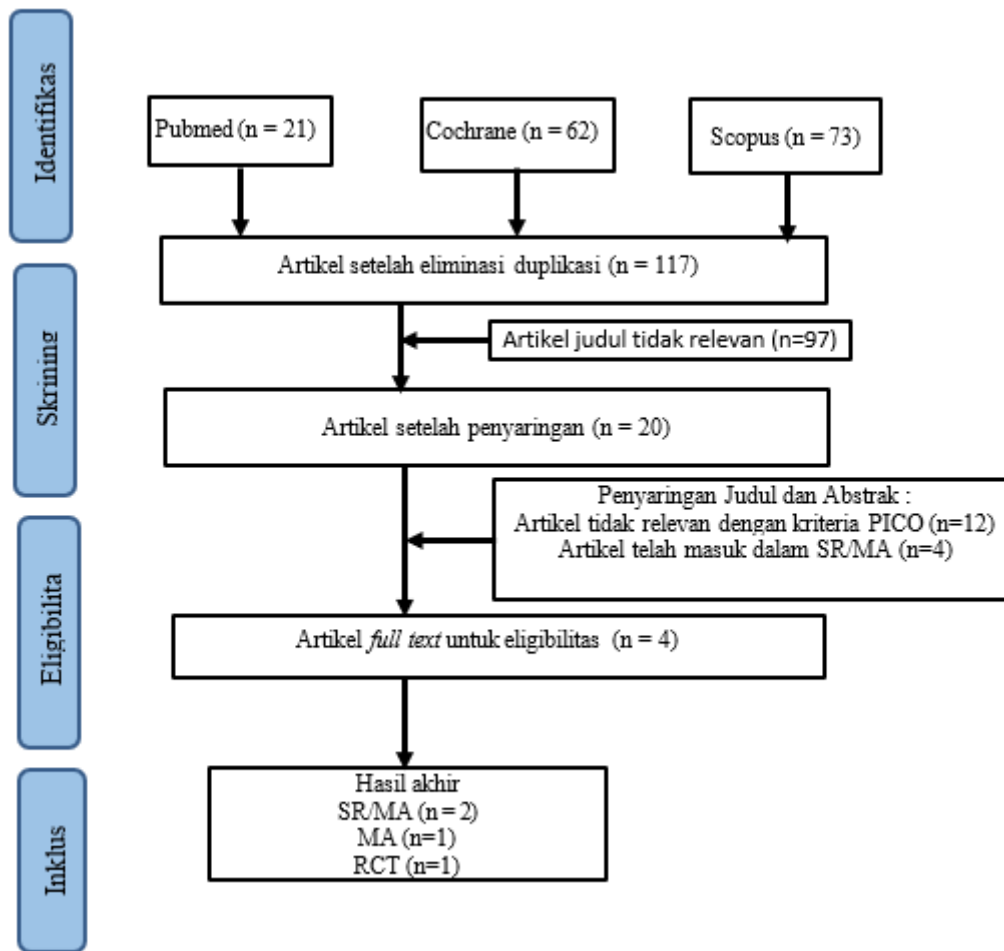 Identifikas
Pubmed (n = 21)
Cochrane (n = 62)
Scopus (n = 73)
Artikel setelah eliminasi duplikasi (n = 117)
Skrining
Artikel judul tidak relevan (n=97)
Artikel setelah penyaringan (n = 20)
Penyaringan Judul dan Abstrak :
Artikel tidak relevan dengan kriteria PICO (n=12)
Artikel telah masuk dalam SR/MA (n=4)
Eligibilita
Artikel full text untuk eligibilitas (n = 4)
Inklus
Hasil akhir
SR/MA (n = 2)
MA (n=1)
RCT (n=1)